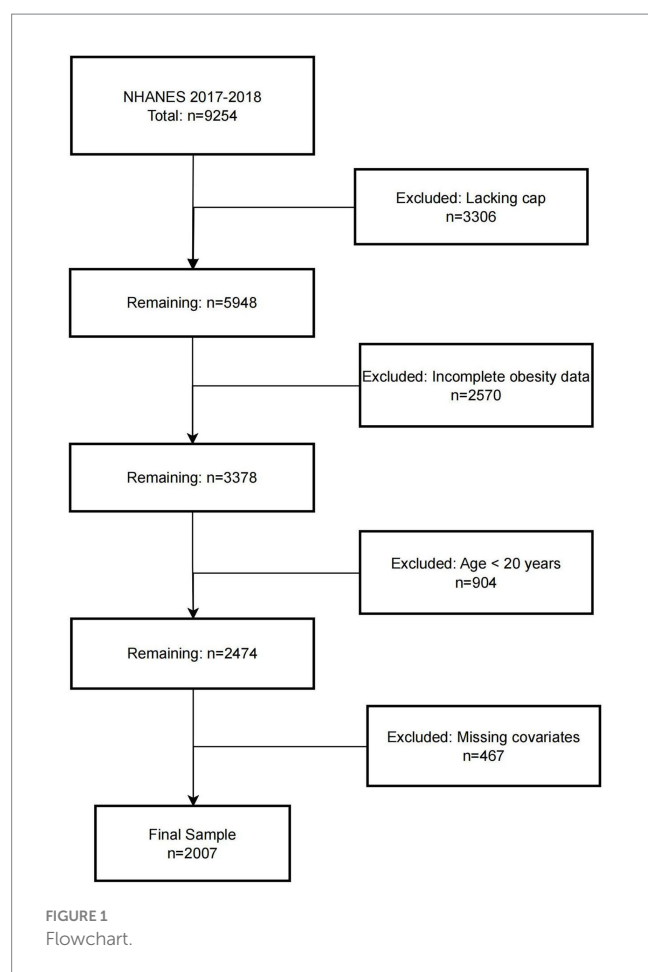 NHANES 2017-2018
Total: n=9254
Excluded: Lacking cap
n=3306
Remaining: n=5948
Excluded: Incomplete obesity data
n=2570
Remaining: n=3378
Excluded: Age < 20 years
n=904
Remaining: n=2474
Excluded: Missing covariates
n=467
Final Sample
n=2007
FIGURE 1
Flowchart.